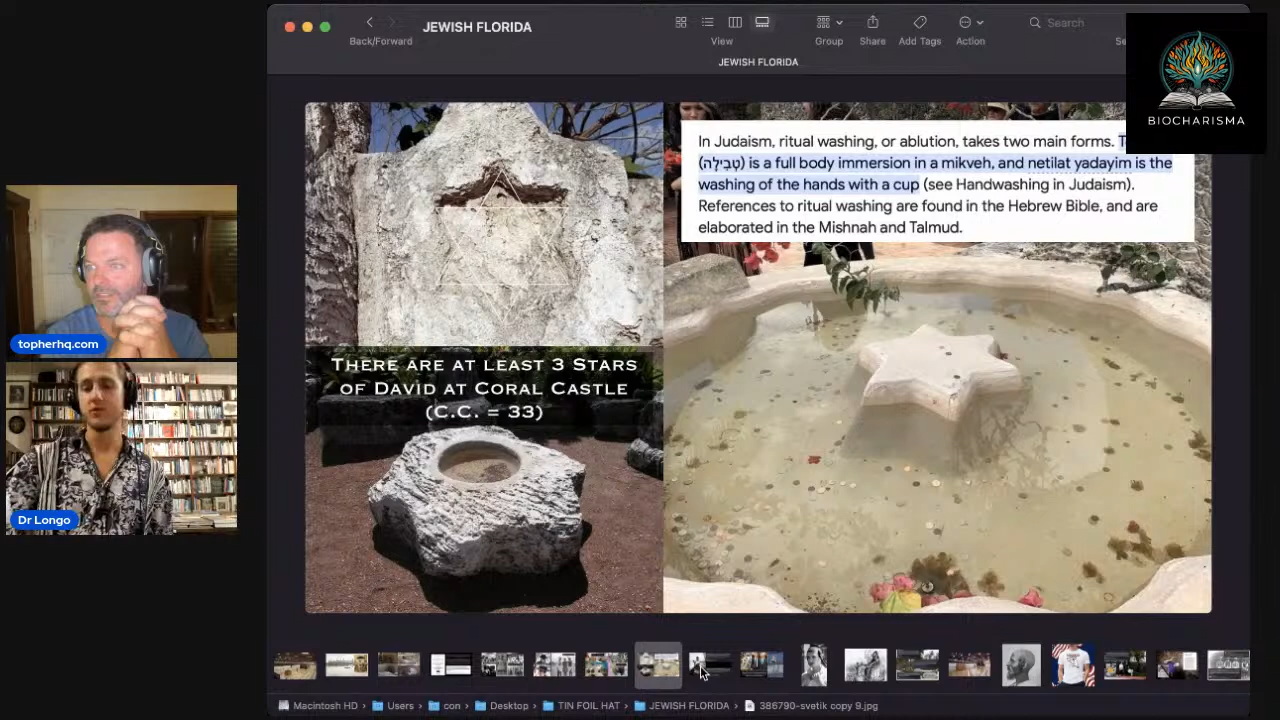 JEWISH FLORIDA
Back/Forward
View
Group
Share
Add Tags
Action
Search
JEWISH FLORIDA
BIOCHARISMA
In Judaism, ritual washing, or ablution, takes two main forms.
(טְבִילָה) is a full body immersion in a mikveh, and netilat yadayim is the
washing of the hands with a cup (see Handwashing in Judaism).
References to ritual washing are found in the Hebrew Bible, and are
elaborated in the Mishnah and Talmud.
THERE ARE AT LEAST 3 STARS
OF DAVID AT CORAL CASTLE
(C.C. = 33)
topherhq.com
Dr Longo
Macintosh HD
Users
con
Desktop
TIN FOIL HAT
JEWISH FLORIDA
386790-svetik copy 9.jpg